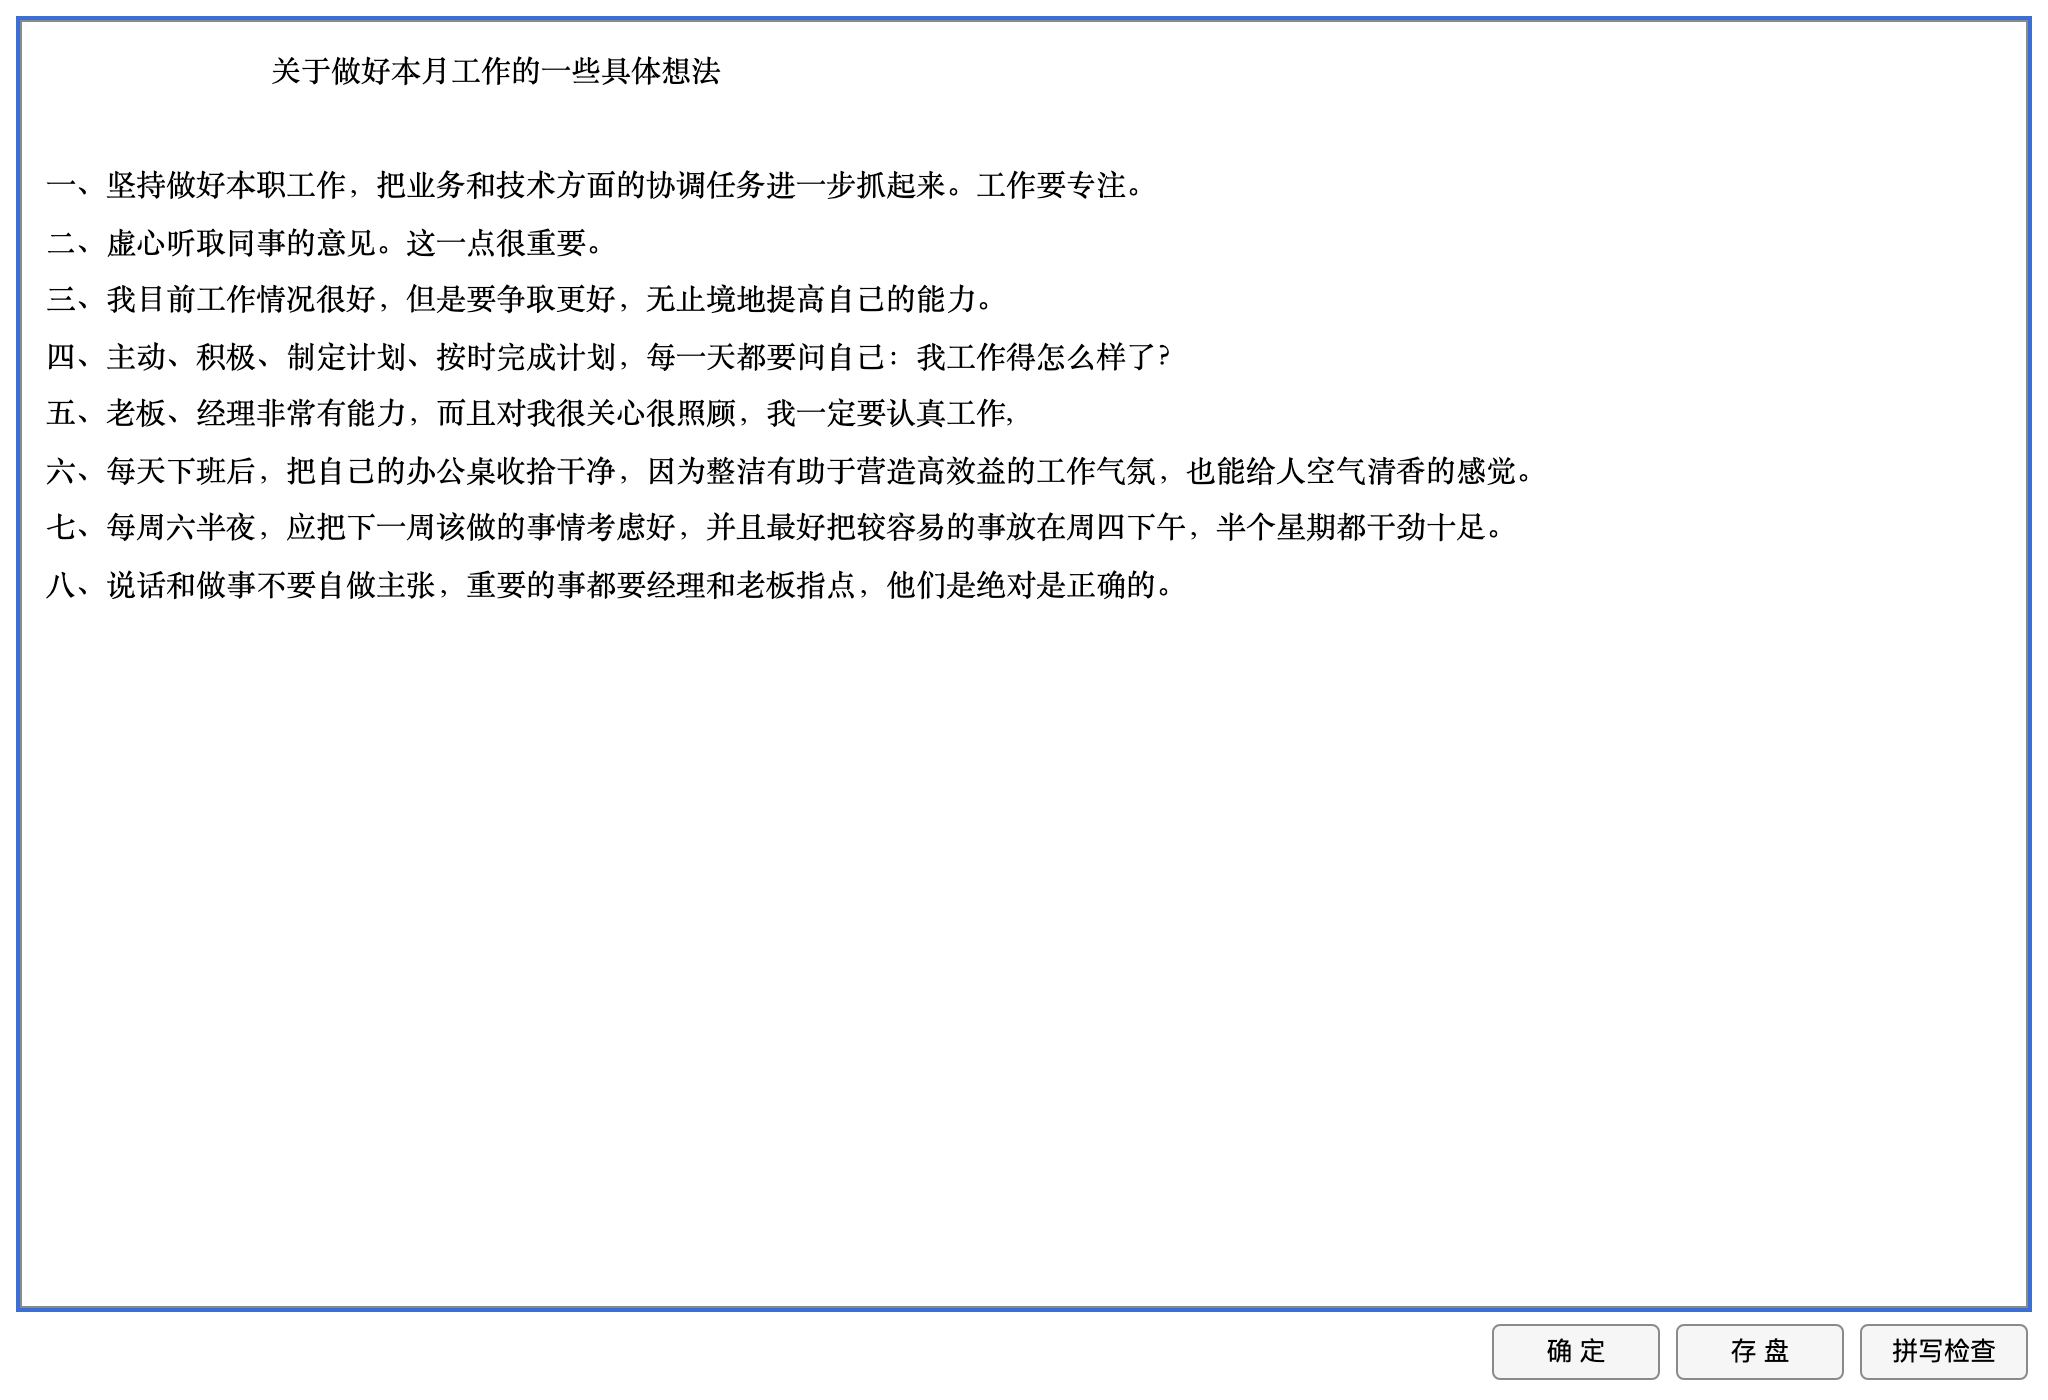 关于做好本月工作的一些具体想法
一、坚持做好本职工作，把业务和技术方面的协调任务进一步抓起来。工作要专注。
二、虚心听取同事的意见。这一点很重要。
三、我目前工作情况很好，但是要争取更好，无止境地提高自己的能力。
四、主动、积极、制定计划、按时完成计划，每一天都要问自己：我工作得怎么样了?
五、老板、经理非常有能力，而且对我很关心很照顾，我一定要认真工作,
六、每天下班后，把自己的办公桌收拾干净，因为整洁有助于营造高效益的工作气氛，也能给人空气清香的感觉。
七、每周六半夜，应把下一周该做的事情考虑好，并且最好把较容易的事放在周四下午，半个星期都干劲十足。
八、说话和做事不要自做主张，重要的事都要经理和老板指点，他们是绝对是正确的。
确 定 存 盘 拼写检查